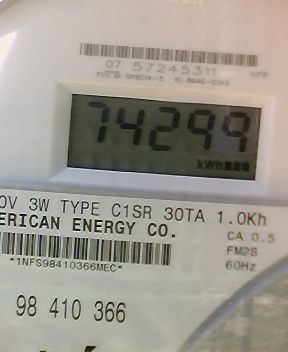 07 57245311
74299
kWh
0V 3W TYPE C1SR 30TA 1.0Kh
ERICAN ENERGY CO.
CA 0.5
FM2S
*1NFS98410366MEC*
60Hz
98 410 366